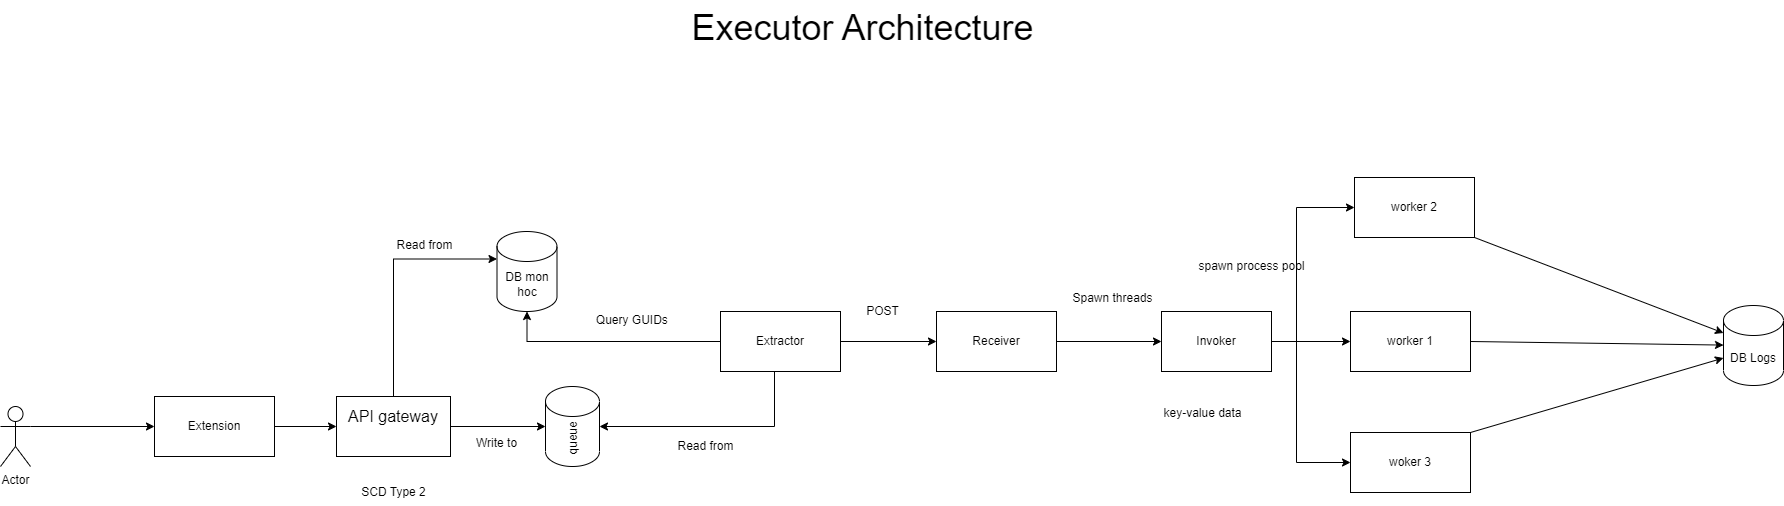 Executor Architecture
worker 2
Read from
spawn process pool
DB mon
hoc
Spawn threads
POST
Query GUIDs
Extractor
Receiver
Invoker
worker 1
DB Logs
key-value data
API gateway
Extension
queue
Write to
Read from
woker 3
Actor
SCD Type 2